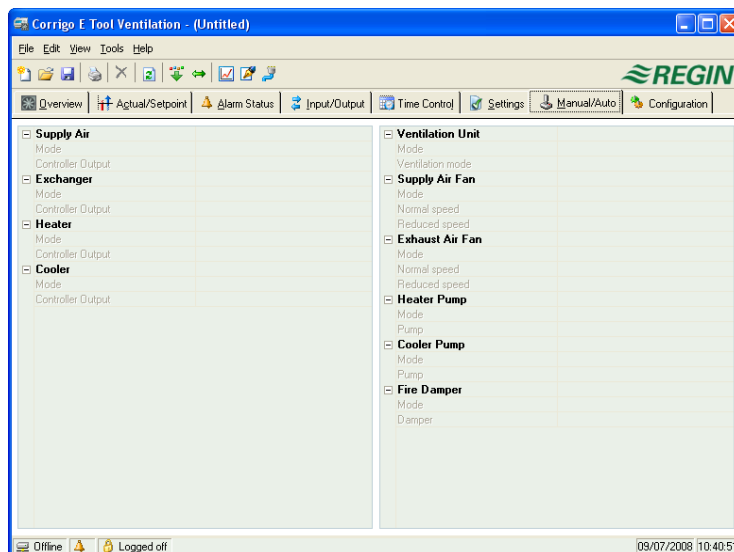 Corrigo E Tool Ventilation - (Untitled)
File Edit View Tools Help
REGIN
Overview Actual/Setpoint Alarm Status Input/Output Time Control Settings Manual/Auto Configuration
Supply Air
Mode
Controller Output
Exchanger
Mode
Controller Output
Heater
Mode
Controller Output
Cooler
Mode
Controller Output
Ventilation Unit
Mode
Ventilation mode
Supply Air Fan
Mode
Normal speed
Reduced speed
Exhaust Air Fan
Mode
Normal speed
Reduced speed
Heater Pump
Mode
Pump
Cooler Pump
Mode
Pump
Fire Damper
Mode
Damper
Offline Logged off 09/07/2008 10:40:51